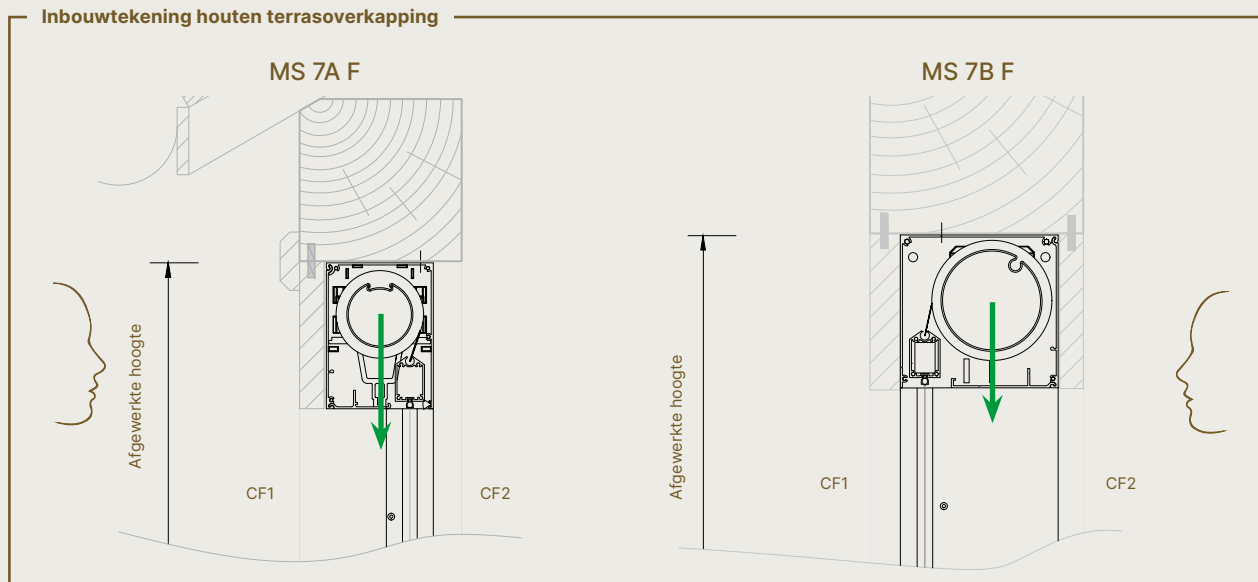 Inbouwtekening houten terrasoverkapping
MS 7A F
MS 7B F
Afgewerkte hoogte
Afgewerkte hoogte
CF1
CF2
CF1
CF2